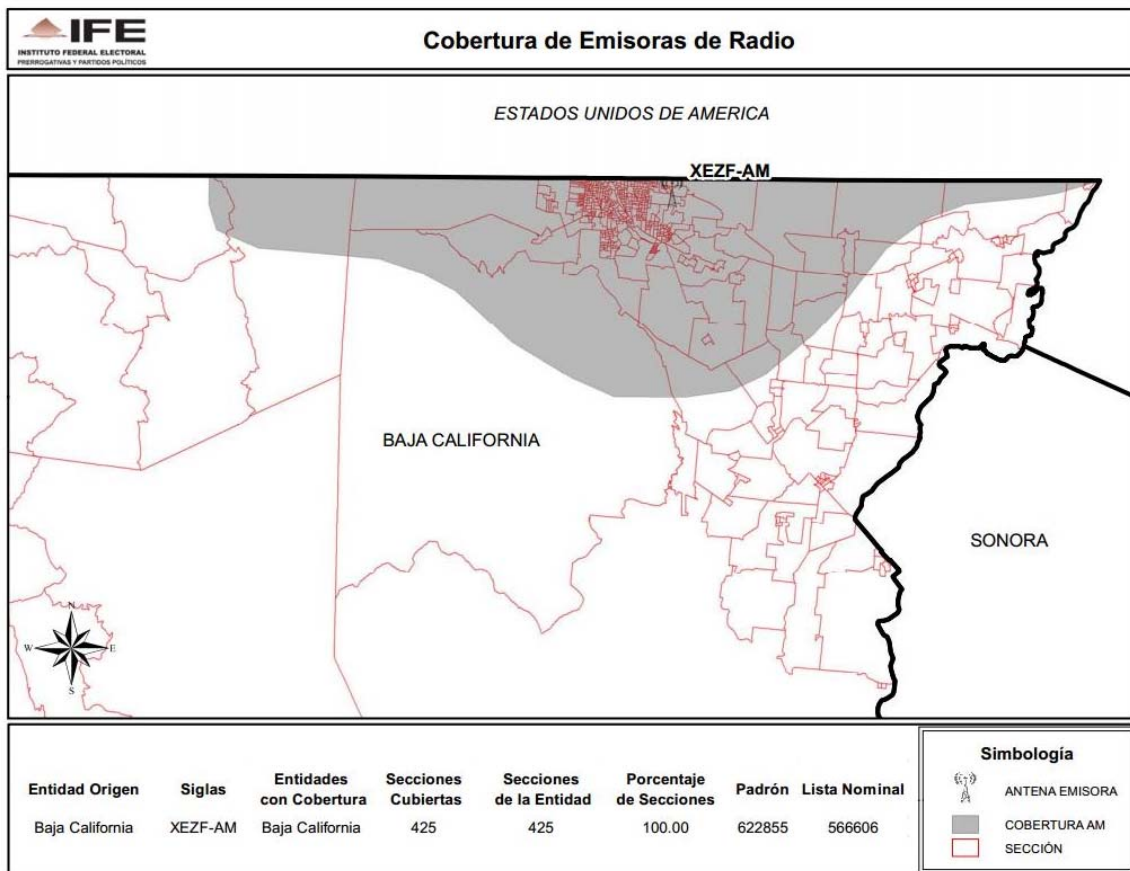 IFE
INSTITUTO FEDERAL ELECTORAL
PRERROGATIVAS Y PARTIDOS POLÍTICOS
Cobertura de Emisoras de Radio
ESTADOS UNIDOS DE AMERICA
XEZF-AM
BAJA CALIFORNIA
SONORA
N
W E
S
Entidad Origen Siglas Entidades con Cobertura Secciones Cubiertas Secciones de la Entidad Porcentaje de Secciones Padrón Lista Nominal
Baja California XEZF-AM Baja California 425 425 100.00 622855 566606
Simbología
ANTENA EMISORA
COBERTURA AM
SECCIÓN